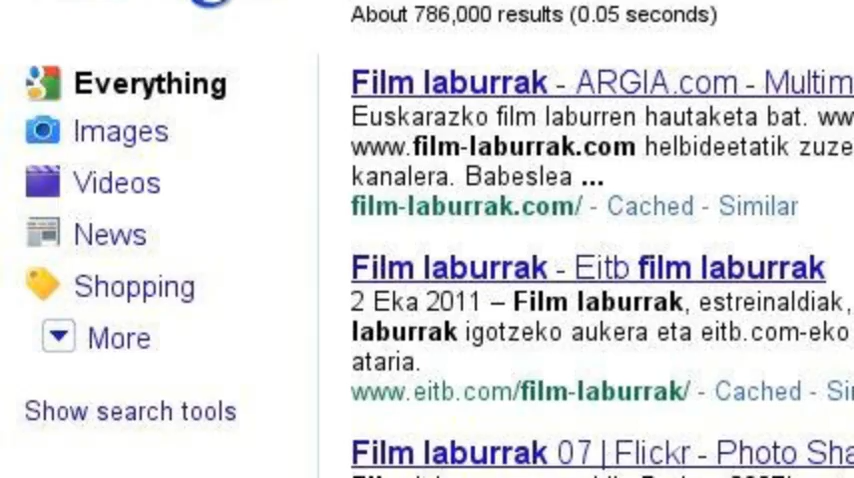 About 786,000 results (0.05 seconds)
Everything
Images
Videos
News
Shopping
More
Show search tools
Film laburrak - ARGIA.com - Multim
Euskarazko film laburren hautaketa bat. ww
www.film-laburrak.com helbideetatik zuze
kanalera. Babeslea ...
film-laburrak.com/ - Cached - Similar
Film laburrak - Eitb film laburrak
2 Eka 2011 – Film laburrak, estreinaldiak,
laburrak igotzeko aukera eta eitb.com-eko
ataria.
www.eitb.com/film-laburrak/ - Cached - Si
Film laburrak 07 | Flickr - Photo Sha